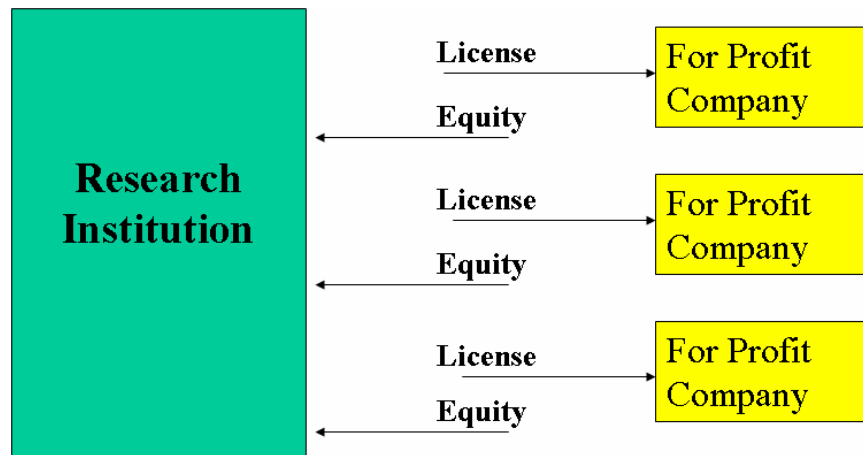 Research
Institution
License
For Profit
Company
Equity
License
For Profit
Company
Equity
License
For Profit
Company
Equity